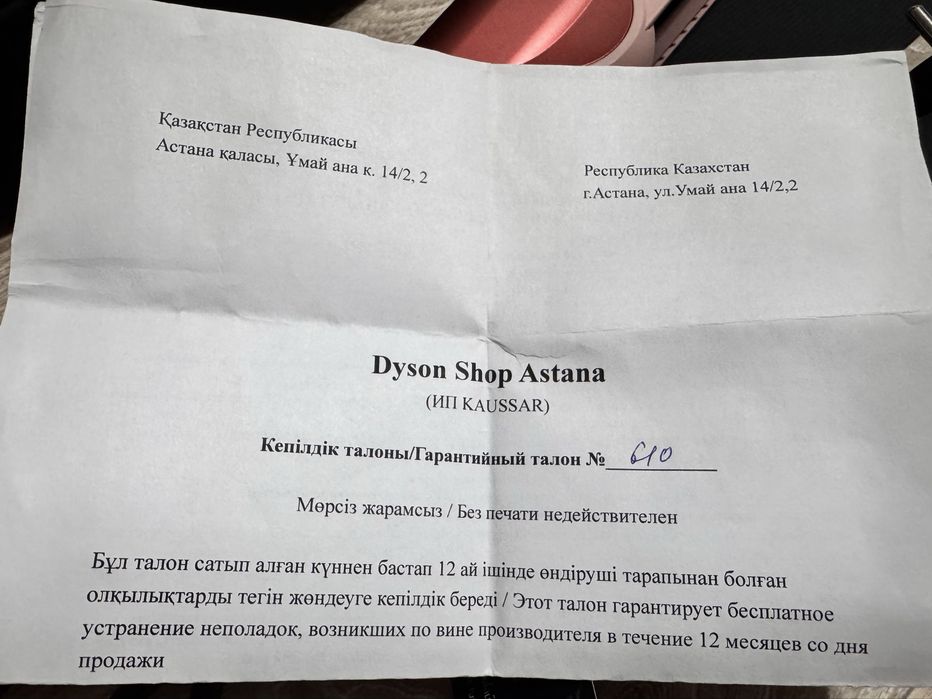 Қазақстан Республикасы
Астана қаласы, Ұмай ана к. 14/2, 2
Республика Казахстан
г.Астана, ул.Умай ана 14/2,2
Dyson Shop Astana
(ИП KAUSSAR)
Кепілдік талоны/Гарантийный талон № 610
Мөрсіз жарамсыз / Без печати недействителен
Бұл талон сатып алған күннен бастап 12 ай ішінде өндіруші тарапынан болған
олқылықтарды тегін жөндеуге кепілдік береді / Этот талон гарантирует бесплатное
устранение неполадок, возникших по вине производителя в течение 12 месяцев со дня
продажи